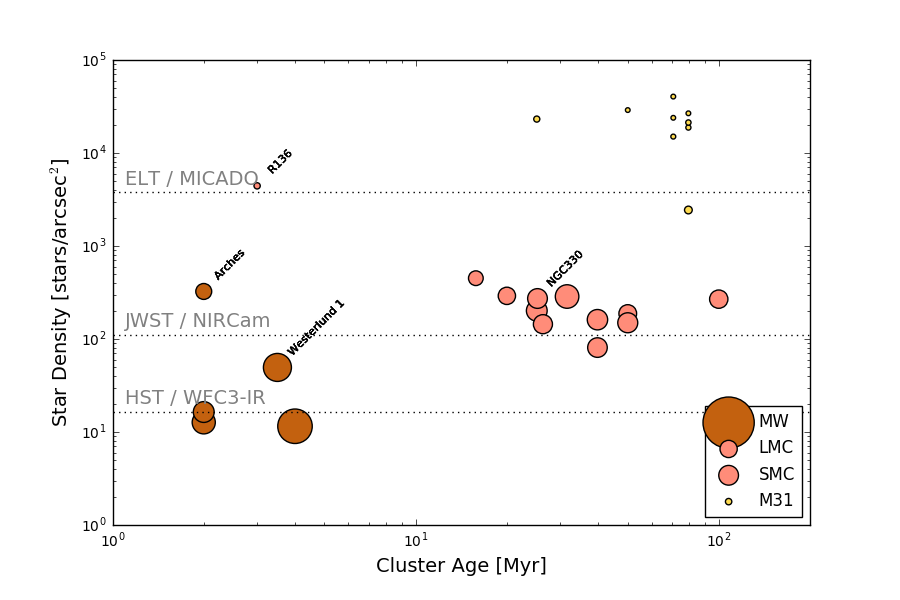 10^5
10^4
10^3
10^2
10^1
10^0
Star Density [stars/arcsec^2]
R136
ELT / MICADO
Arches
NGC330
JWST / NIRCam
Westerlund 1
HST / WFC3-IR
MW
LMC
SMC
M31
10^0
10^1
10^2
Cluster Age [Myr]